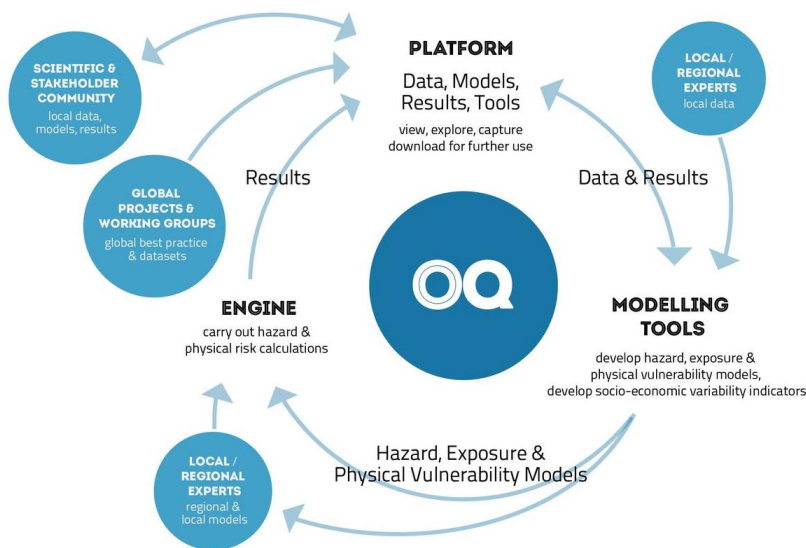 SCIENTIFIC &
STAKEHOLDER
COMMUNITY
local data,
models, results
PLATFORM
Data, Models,
Results, Tools
view, explore, capture
download for further use
LOCAL /
REGIONAL
EXPERTS
local data
GLOBAL
PROJECTS &
WORKING GROUPS
global best practice
& datasets
Results
Data & Results
OQ
ENGINE
carry out hazard &
physical risk calculations
MODELLING
TOOLS
develop hazard, exposure &
physical vulnerability models,
develop socio-economic variability indicators
LOCAL /
REGIONAL
EXPERTS
regional &
local models
Hazard, Exposure &
Physical Vulnerability Models